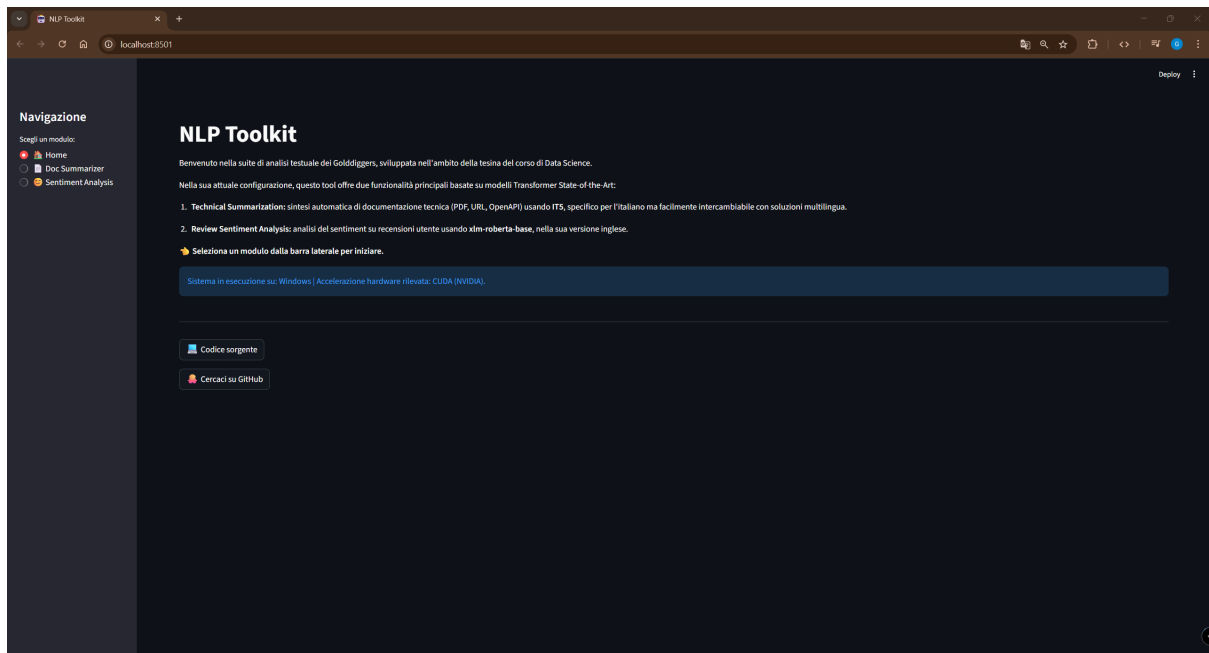 NLP Toolkit
localhost:8501
Deploy
Navigazione
Scegli un modulo:
Home
Doc Summarizer
Sentiment Analysis
NLP Toolkit
Benvenuto nella suite di analisi testuale dei Golddiggers, sviluppata nell'ambito della tesina del corso di Data Science.
Nella sua attuale configurazione, questo tool offre due funzionalità principali basate su modelli Transformer State-of-the-Art:
1. Technical Summarization: sintesi automatica di documentazione tecnica (PDF, URL, OpenAPI) usando IT5, specifico per l'italiano ma facilmente intercambiabile con soluzioni multilingua.
2. Review Sentiment Analysis: analisi del sentiment su recensioni utente usando xlm-roberta-base, nella sua versione inglese.
Seleziona un modulo dalla barra laterale per iniziare.
Sistema in esecuzione su: Windows | Accelerazione hardware rilevata: CUDA (NVIDIA).
Codice sorgente
Cercaci su GitHub